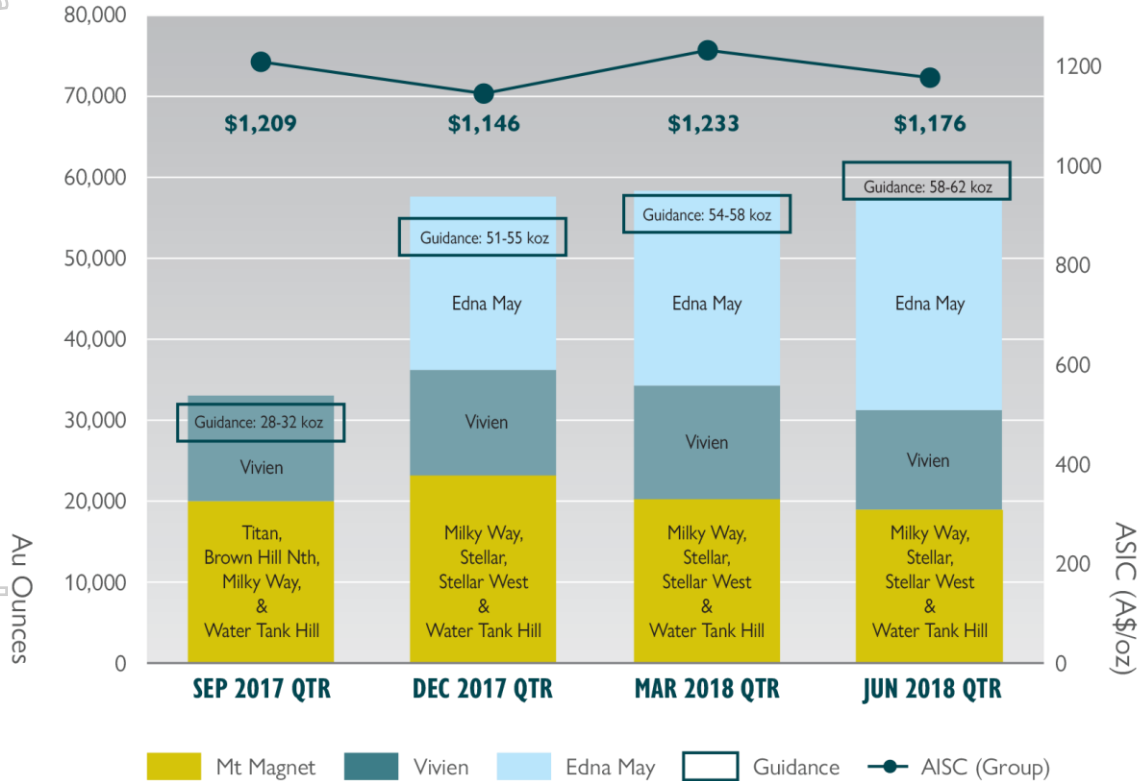 80,000
70,000
60,000
50,000
40,000
30,000
20,000
10,000
0
Au Ounces
1200
1000
800
600
400
200
0
ASIC (A$/oz)
$1,209
$1,146
$1,233
$1,176
Guidance: 28-32 koz
Vivien
Titan,
Brown Hill Nth,
Milky Way,
&
Water Tank Hill
Guidance: 51-55 koz
Edna May
Vivien
Milky Way,
Stellar,
Stellar West
&
Water Tank Hill
Guidance: 54-58 koz
Edna May
Vivien
Milky Way,
Stellar,
Stellar West
&
Water Tank Hill
Guidance: 58-62 koz
Edna May
Vivien
Milky Way,
Stellar,
Stellar West
&
Water Tank Hill
SEP 2017 QTR
DEC 2017 QTR
MAR 2018 QTR
JUN 2018 QTR
Mt Magnet
Vivien
Edna May
Guidance
AISC (Group)